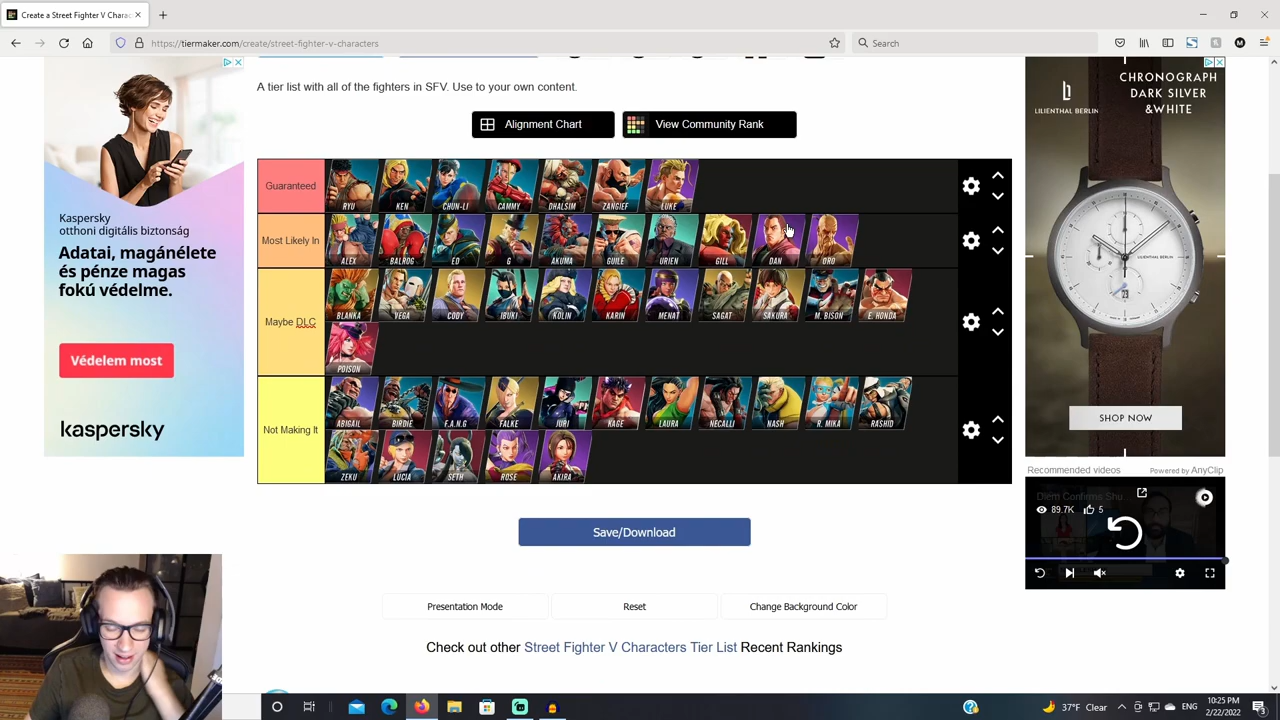 Create a Street Fighter V Charac
https://tiermaker.com/create/street-fighter-v-characters
Search
A tier list with all of the fighters in SFV. Use to your own content.
Alignment Chart
View Community Rank
Guaranteed
RYU KEN CHUN-LI CAMMY DHALSIM ZANGIEF LUKE
Most Likely In
ALEX BALROG ED G AKUMA GUILE URIEN GILL DAN ORO
Maybe DLC
BLANKA VEGA CODY IBUKI KOLIN KARIN MENAT SAGAT SAKURA M. BISON E. HONDA
POISON
Not Making It
ABIGAIL BIRDIE F.A.N.G FALKE JURI KAGE LAURA NECALLI NASH R. MIKA RASHID
ZEKU LUCIA SETH ROSE AKIRA
Save/Download
Presentation Mode
Reset
Change Background Color
Check out other Street Fighter V Characters Tier List Recent Rankings
Kaspersky
otthoni digitális biztonság
Adatai, magánélete
és pénze magas
fokú védelme.
Védelem most
kaspersky
LILIENTHAL BERLIN
CHRONOGRAPH
DARK SILVER
&WHITE
SHOP NOW
Recommended videos
Powered by AnyClip
Diem Confirms Shu
89.7K 5
37°F Clear
ENG
10:25 PM
2/22/2022